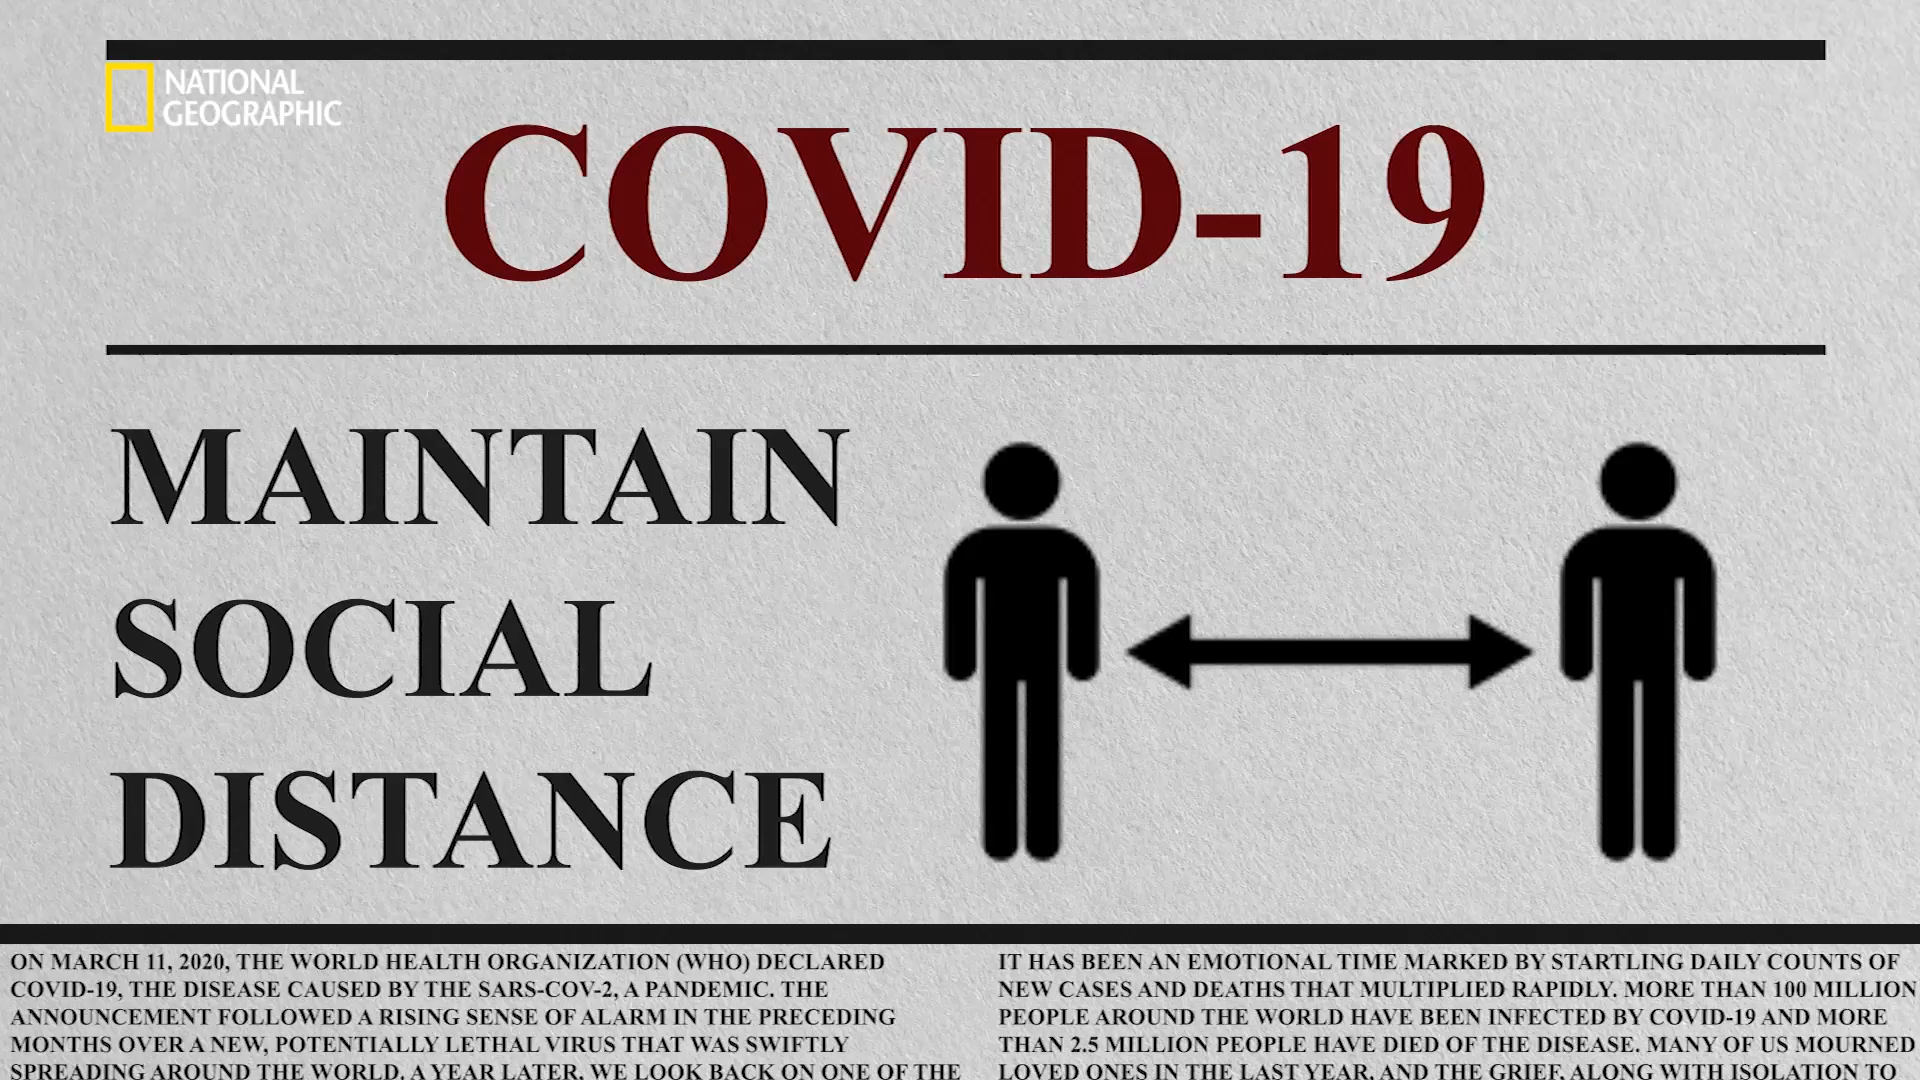 NATIONAL
GEOGRAPHIC
COVID-19
MAINTAIN
SOCIAL
DISTANCE
ON MARCH 11, 2020, THE WORLD HEALTH ORGANIZATION (WHO) DECLARED
COVID-19, THE DISEASE CAUSED BY THE SARS-COV-2, A PANDEMIC. THE
ANNOUNCEMENT FOLLOWED A RISING SENSE OF ALARM IN THE PRECEDING
MONTHS OVER A NEW, POTENTIALLY LETHAL VIRUS THAT WAS SWIFTLY
SPREADING AROUND THE WORLD. A YEAR LATER, WE LOOK BACK ON ONE OF THE
IT HAS BEEN AN EMOTIONAL TIME MARKED BY STARTLING DAILY COUNTS OF
NEW CASES AND DEATHS THAT MULTIPLIED RAPIDLY. MORE THAN 100 MILLION
PEOPLE AROUND THE WORLD HAVE BEEN INFECTED BY COVID-19 AND MORE
THAN 2.5 MILLION PEOPLE HAVE DIED OF THE DISEASE. MANY OF US MOURNED
LOVED ONES IN THE LAST YEAR, AND THE GRIEF, ALONG WITH ISOLATION TO